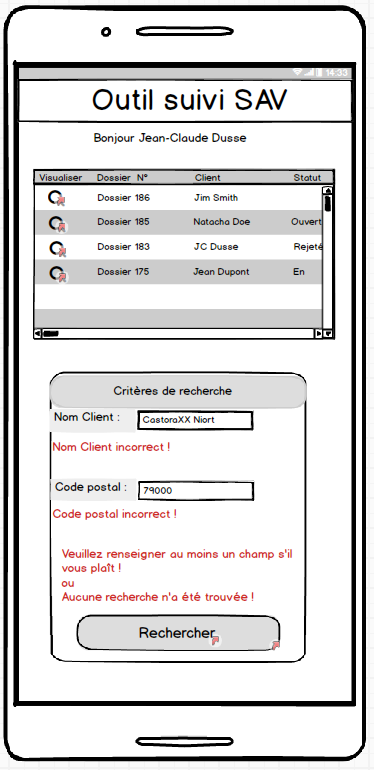 14:33
Outil suivi SAV
Bonjour Jean-Claude Dusse
Visualiser Dossier N° Client Statut
Dossier 186 Jim Smith
Dossier 185 Natacha Doe Ouvert
Dossier 183 JC Dusse Rejeté
Dossier 175 Jean Dupont En
Critères de recherche
Nom Client : CastoraXX Niort
Nom Client incorrect !
Code postal : 79000
Code postal incorrect !
Veuillez renseigner au moins un champ s'il
vous plaît !
ou
Aucune recherche n'a été trouvée !
Rechercher